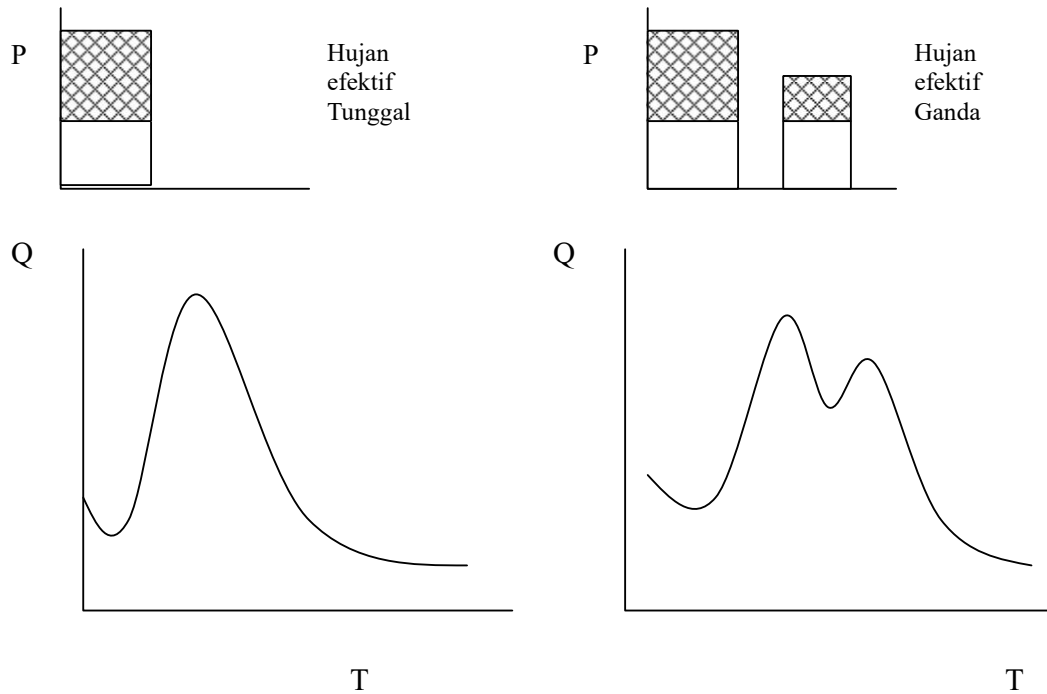 P
Hujan
efektif
Tunggal
P
Hujan
efektif
Ganda
Q
Q
T
T